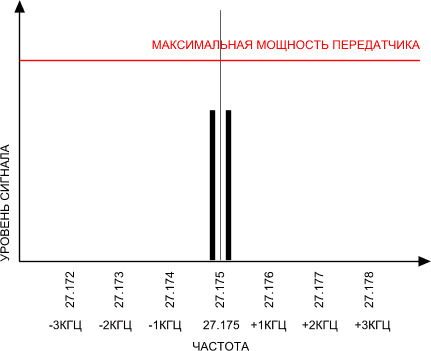 МАКСИМАЛЬНАЯ МОЩНОСТЬ ПЕРЕДАТЧИКА
УРОВЕНЬ СИГНАЛА
27.172
27.173
27.174
27.175
27.176
27.177
27.178
-3КГЦ -2КГЦ -1КГЦ 27.175 +1КГЦ +2КГЦ +3КГЦ
ЧАСТОТА